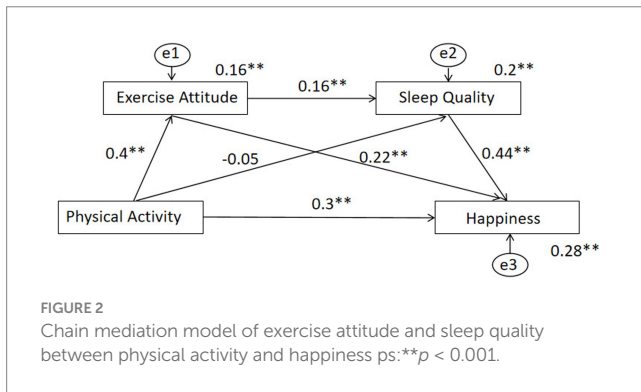 e1
e2
0.16**
0.2**
0.16**
Exercise Attitude
Sleep Quality
0.4**
-0.05
0.22**
0.44**
Physical Activity
0.3**
Happiness
e3
0.28**
FIGURE 2
Chain mediation model of exercise attitude and sleep quality
between physical activity and happiness ps:**p < 0.001.